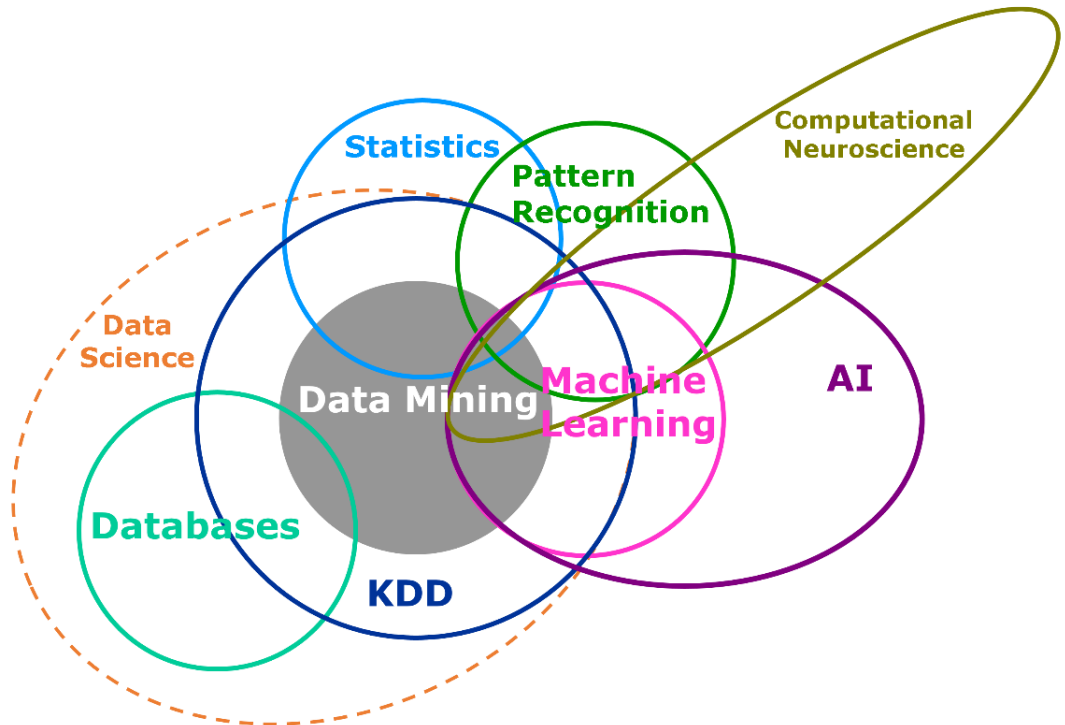 Computational
Neuroscience
Statistics
Pattern
Recognition
Data
Science
AI
Machine
Learning
Data Mining
Databases
KDD